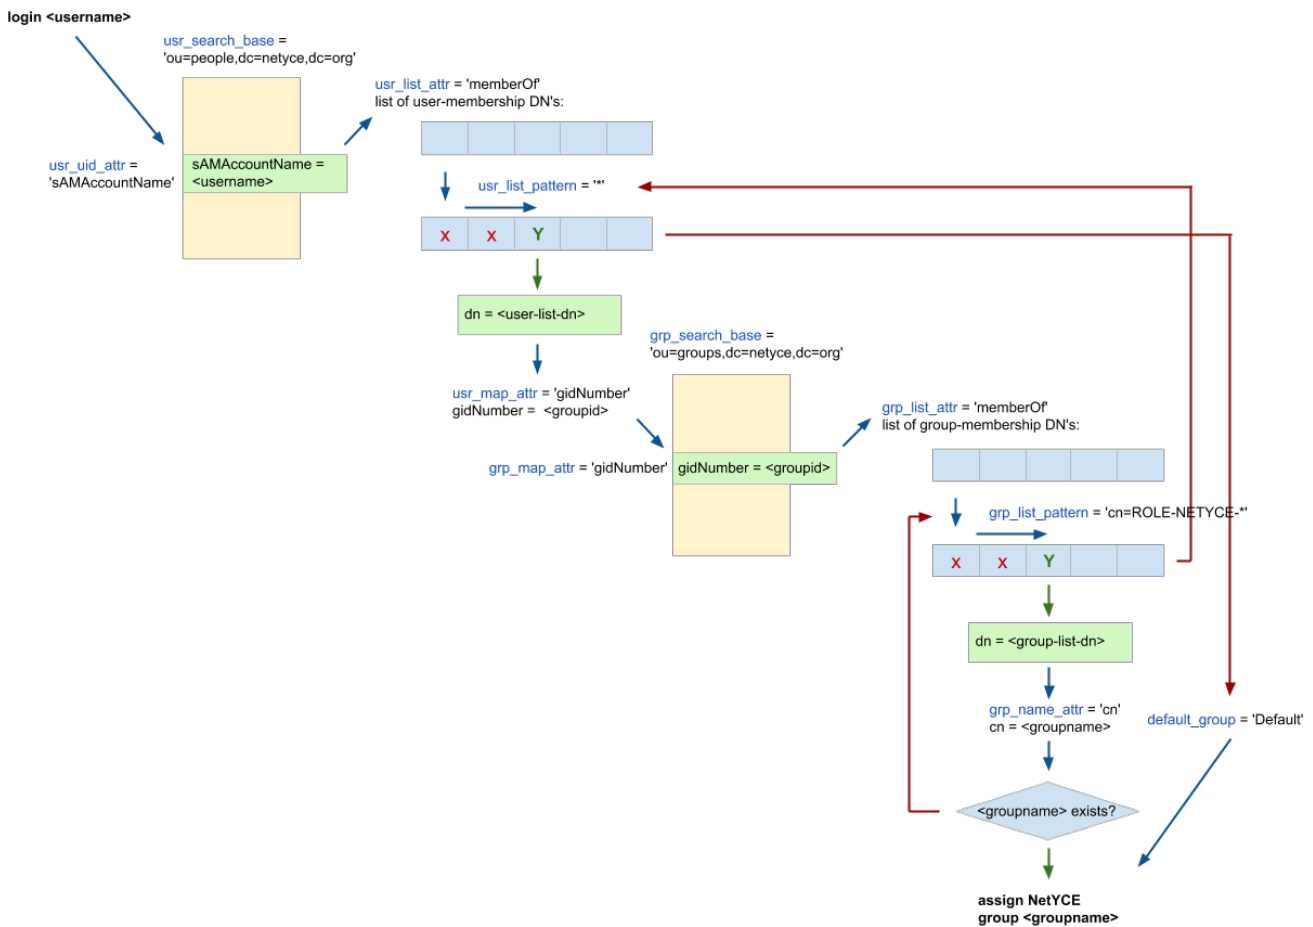 login <username>
usr_search_base =
'ou=people,dc=netyce,dc=org'
usr_list_attr = 'memberOf'
list of user-membership DN's:
usr_uid_attr =
'sAMAccountName'
sAMAccountName =
<username>
usr_list_pattern = '*'
x x Y
dn = <user-list-dn>
grp_search_base =
'ou=groups,dc=netyce,dc=org'
usr_map_attr = 'gidNumber'
gidNumber =  <groupid>
grp_list_attr = 'memberOf'
list of group-membership DN's:
grp_map_attr = 'gidNumber'
gidNumber = <groupid>
grp_list_pattern = 'cn=ROLE-NETYCE-*'
x x Y
dn = <group-list-dn>
grp_name_attr = 'cn'
cn = <groupname>
default_group = 'Default'
<groupname> exists?
assign NetYCE
group <groupname>